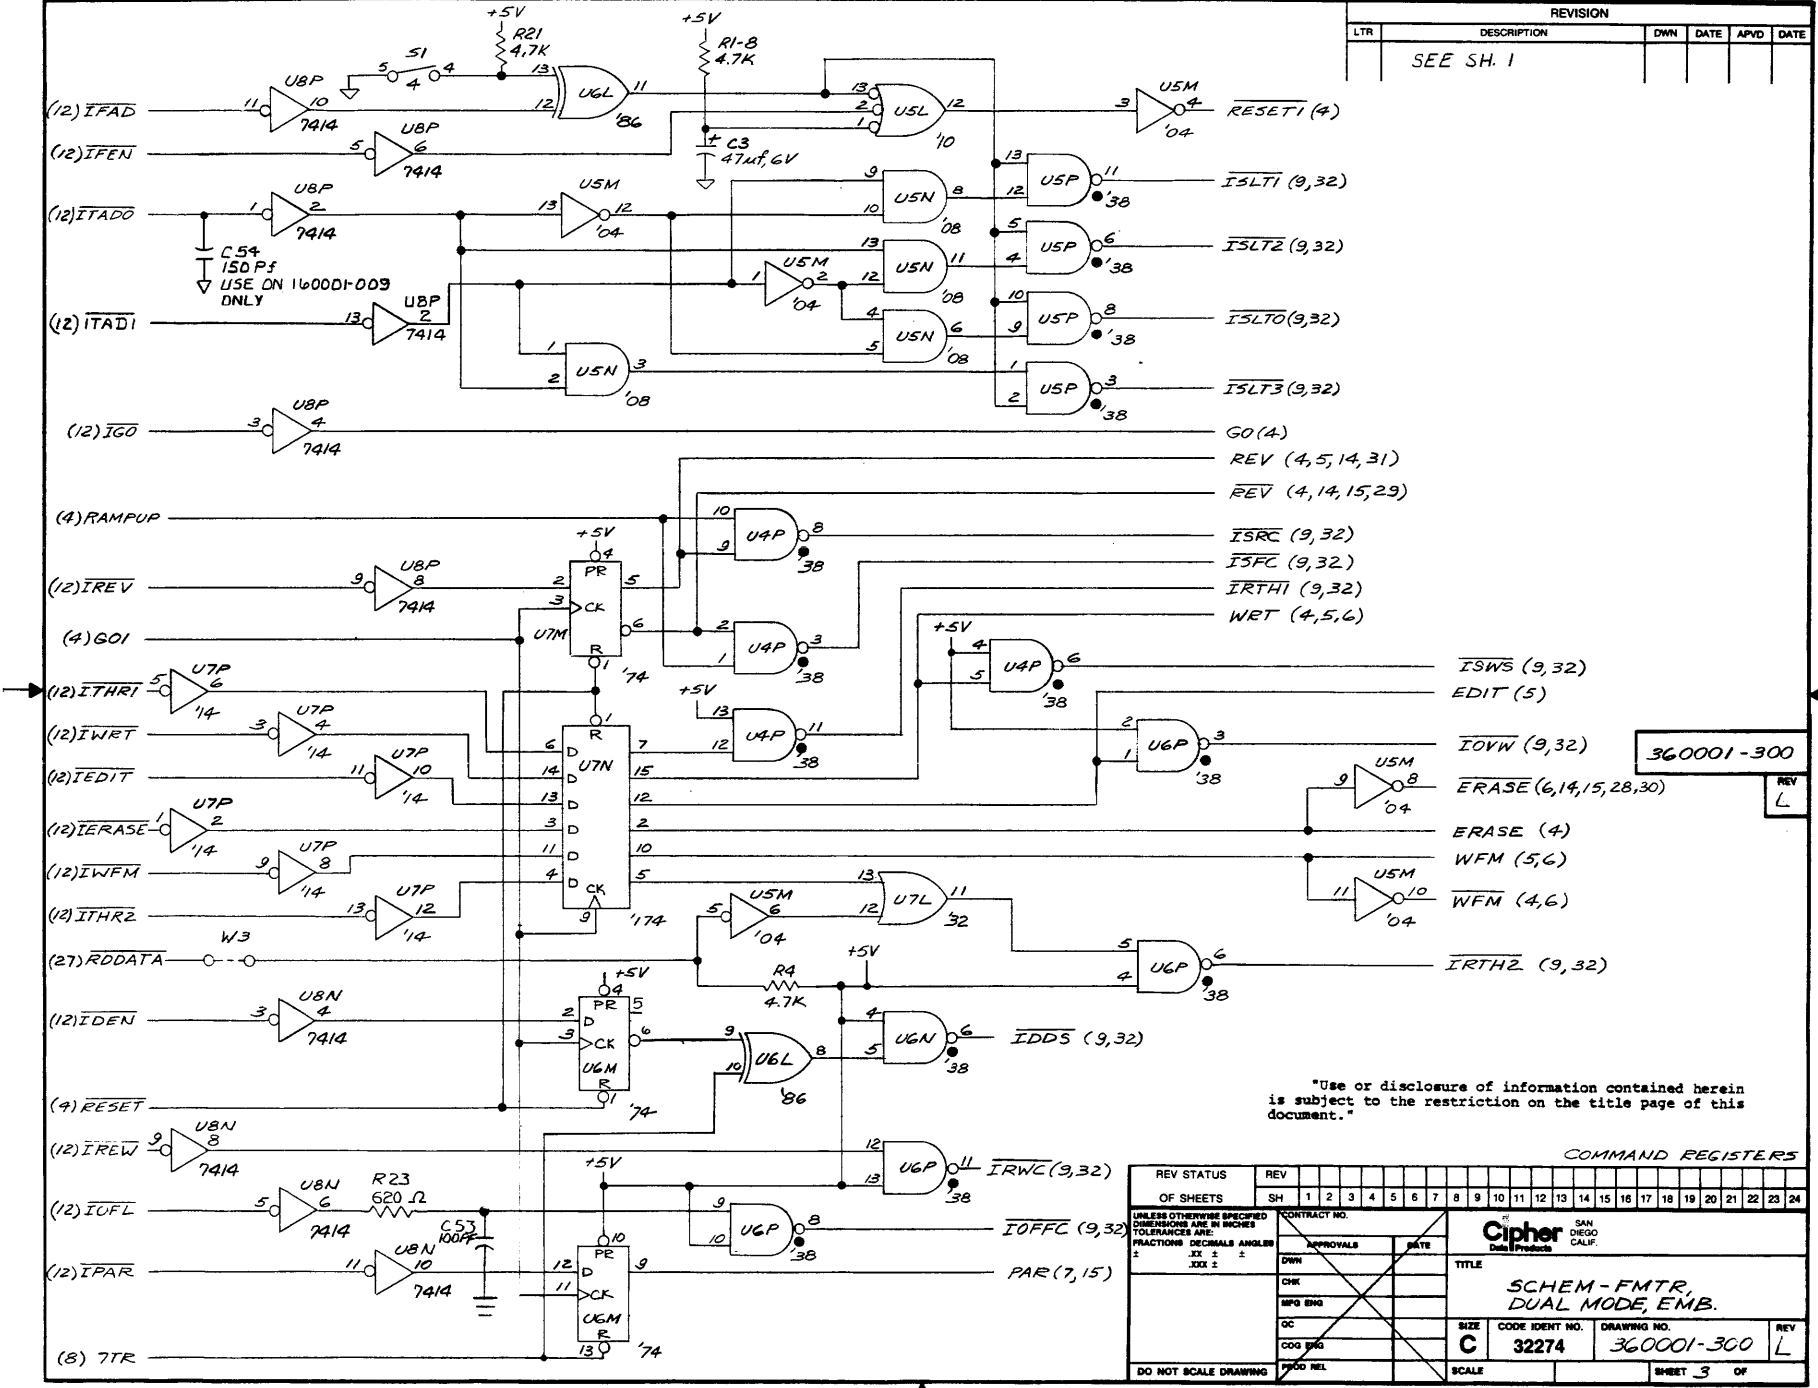 REVISION
LTR DESCRIPTION DWN DATE APVD DATE
SEE SH. 1
+5V
R21
4.7K
S1
5 4
4
+5V
R1-8
4.7K
(12) IFAD 11 U8P 10 7414
13 12 U6L 11 '86
13 2 1 U5L 12 '10
3 U5M 4 '04
RESET1 (4)
(12) IFEN 5 U8P 6 7414
+ C3
47uf, 6V
(12) ITAD0 1 U8P 2 7414
13 U5M 12 '04
9 10 U5N 8 '08
13 12 U5P 11 '38
ISLT1 (9,32)
C54
150 Pf
USE ON 160001-009
ONLY
13 12 U5N 11 '08
5 4 U5P 6 '38
ISLT2 (9,32)
1 U5M 2 '04
(12) ITAD1 13 U8P 2 7414
4 5 U5N 6 '08
10 9 U5P 8 '38
ISLT0 (9,32)
1 2 U5N 3 '08
1 2 U5P 3 '38
ISLT3 (9,32)
(12) IGO 3 U8P 4 7414
GO (4)
REV (4,5,14,31)
REV (4,14,15,29)
(4) RAMPUP
10 9 U4P 8 '38
ISRC (9,32)
ISFC (9,32)
IRTH1 (9,32)
WRT (4,5,6)
(12) IREV 9 U8P 8 7414
+5V
4 PR 2 5 3 CK 6 U7M R 1 '74
(4) GO1
2 1 U4P 3 '38
+5V
4 5 U4P 6 '38
ISWS (9,32)
EDIT (5)
(12) ITHR1 5 U7P 6 '14
+5V
13 12 U4P 11 '38
(12) IWRT 3 U7P 4 '14
2 1 U6P 3 '38
IOVW (9,32)
360001-300
REV
L
(12) IEDIT 11 U7P 10 '14
1 R U7N
6 D 7
14 D 15
13 D 12
3 D 2
11 D 10
4 D 5
CK 9 '174
9 U5M 8 '04
ERASE (6,14,15,28,30)
(12) IERASE 1 U7P 2 '14
ERASE (4)
(12) IWFM 9 U7P 8 '14
WFM (5,6)
11 U5M 10 '04
WFM (4,6)
(12) ITHR2 13 U7P 12 '14
5 U5M 6 '04
13 12 U7L 11 '32
(27) RDDATA W3
R4
4.7K
+5V
5 4 U6P 6 '38
IRTH2 (9,32)
(12) IDEN 3 U8N 4 7414
+5V
4 PR 5 2 D 3 CK 6 U6M R 1 '74
9 10 U6L 8 '86
4 5 U6N 6 '38
IDDS (9,32)
(4) RESET
(12) IREW 9 U8N 8 7414
12 13 U6P 11 '38
IRWC (9,32)
(12) IOFL 5 U8N 6 7414
R23
620 Ω
C53
100Pf
+5V
9 10 U6P 8 '38
IOFFC (9,32)
(12) IPAR 11 U8N 10 7414
10 PR 12 D 9 11 CK U6M R 13 '74
PAR (7,15)
(8) 7TR
"Use or disclosure of information contained herein
is subject to the restriction on the title page of this
document."
COMMAND REGISTERS
REV STATUS REV
OF SHEETS SH 1 2 3 4 5 6 7 8 9 10 11 12 13 14 15 16 17 18 19 20 21 22 23 24
UNLESS OTHERWISE SPECIFIED
DIMENSIONS ARE IN INCHES
TOLERANCES ARE:
FRACTIONS DECIMALS ANGLES
± .XX ± ±
.XXX ±
DO NOT SCALE DRAWING
CONTRACT NO.
APPROVALS DATE
DWN
CHK
MFG ENG
QC
COG ENG
PROD REL
Cipher
Data Products
SAN
DIEGO
CALIF.
TITLE
SCHEM-FMTR,
DUAL MODE, EMB.
SIZE CODE IDENT NO. DRAWING NO. REV
C 32274 360001-300 L
SCALE SHEET 3 OF